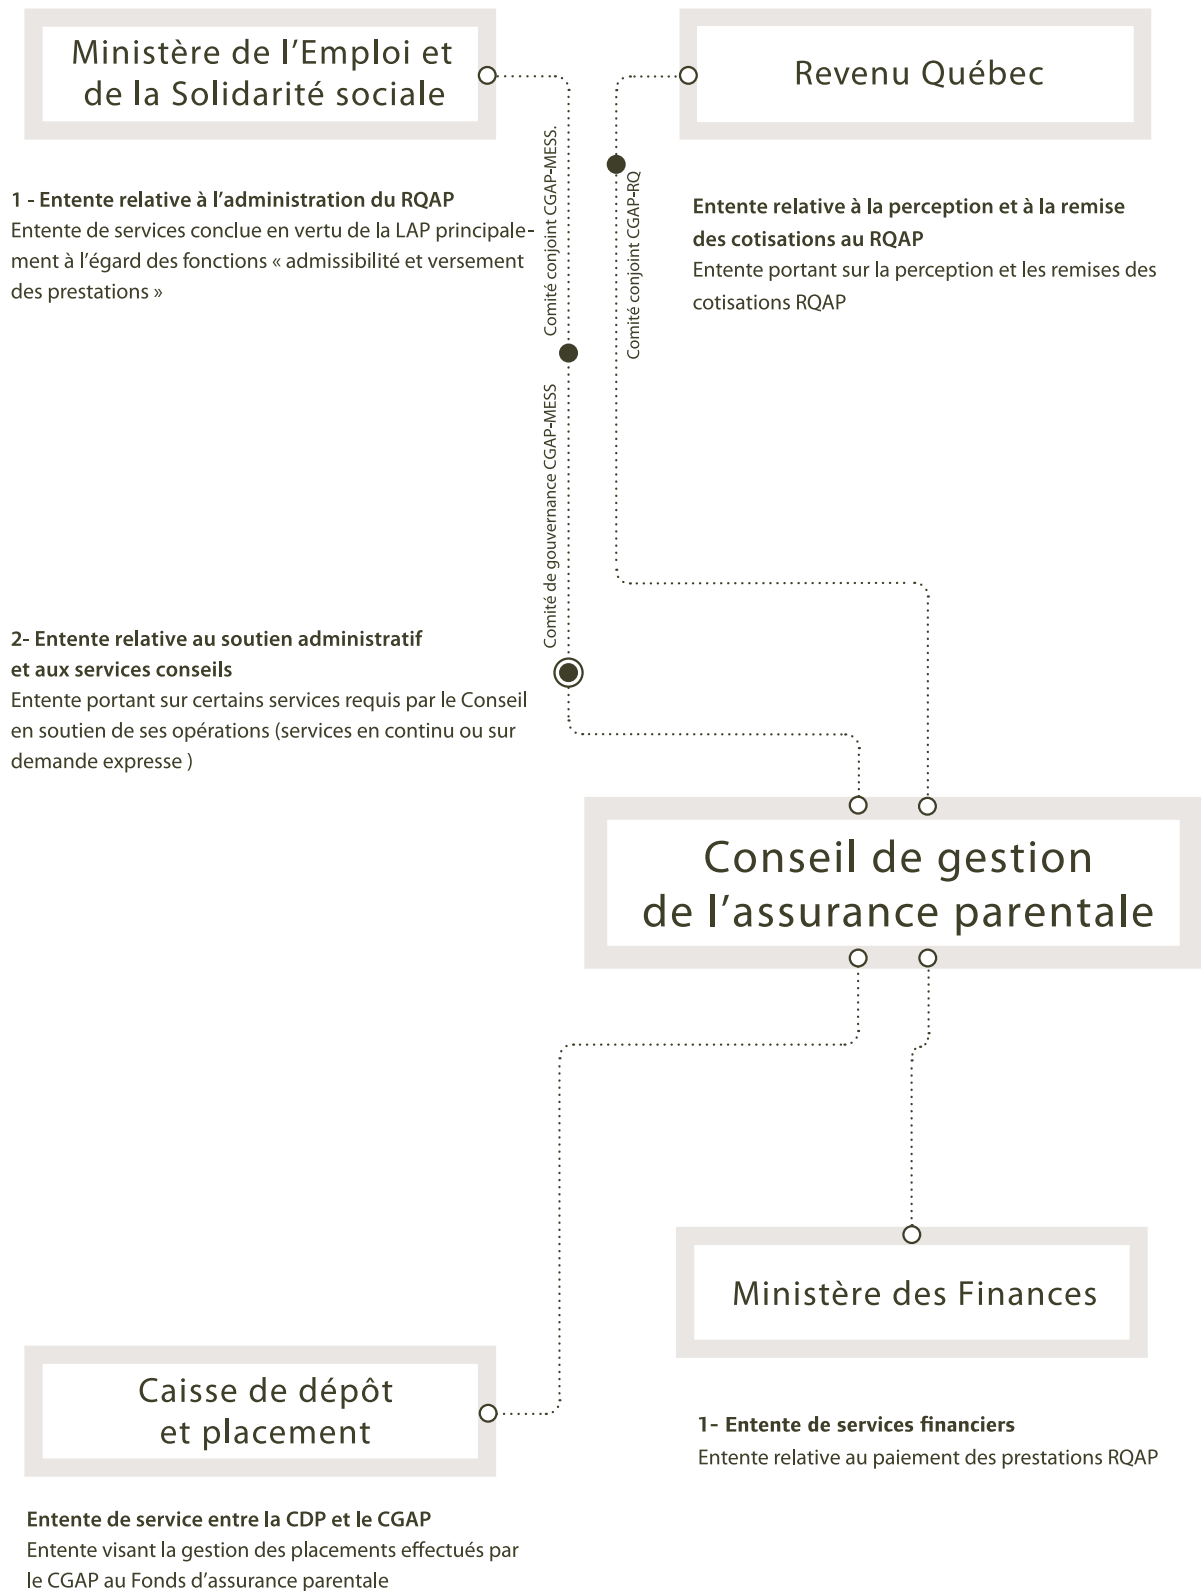 Ministère de l’Emploi et
de la Solidarité sociale
Revenu Québec
1 - Entente relative à l’administration du RQAP
Entente de services conclue en vertu de la LAP principale-
ment à l’égard des fonctions « admissibilité et versement
des prestations »
Comité conjoint CGAP-MESS.
Comité conjoint CGAP-RQ
Entente relative à la perception et à la remise
des cotisations au RQAP
Entente portant sur la perception et les remises des
cotisations RQAP
Comité de gouvernance CGAP-MESS
2- Entente relative au soutien administratif
et aux services conseils
Entente portant sur certains services requis par le Conseil
en soutien de ses opérations (services en continu ou sur
demande expresse )
Conseil de gestion
de l’assurance parentale
Ministère des Finances
1- Entente de services financiers
Entente relative au paiement des prestations RQAP
Caisse de dépôt
et placement
Entente de service entre la CDP et le CGAP
Entente visant la gestion des placements effectués par
le CGAP au Fonds d’assurance parentale